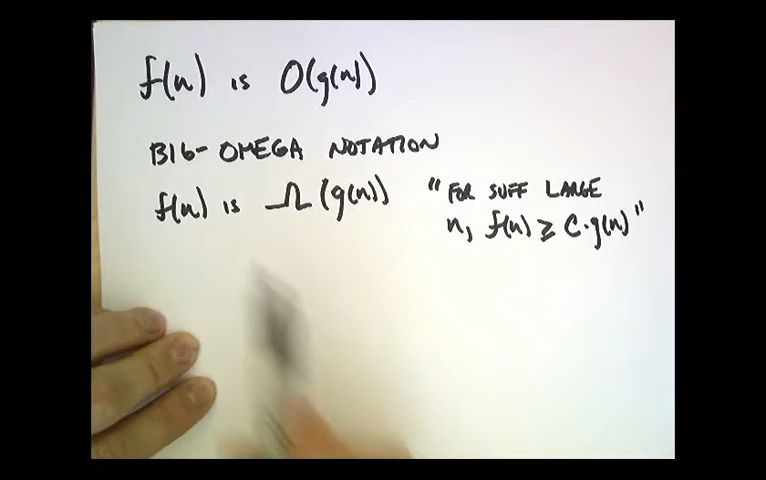 f(n) is O(g(n))
BIG-OMEGA NOTATION
f(n) is Ω(g(n)) "FOR SUFF LARGE
n, f(n) ≥ C·g(n)"